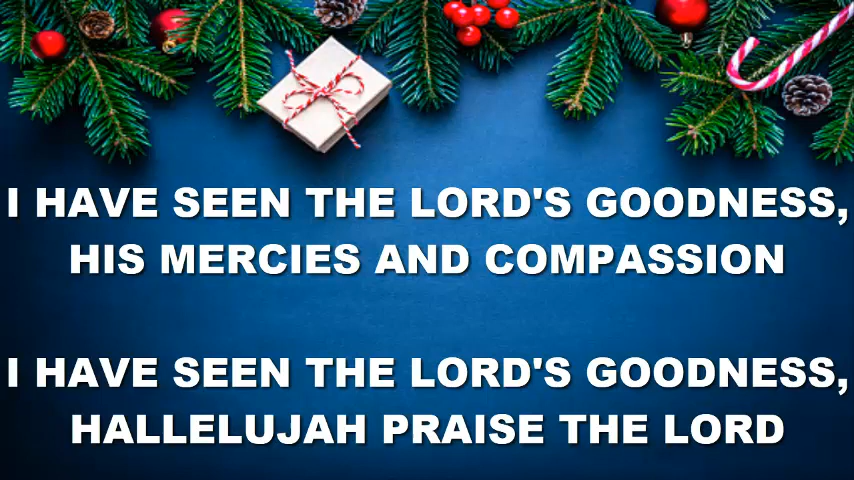 I HAVE SEEN THE LORD'S GOODNESS,
HIS MERCIES AND COMPASSION
I HAVE SEEN THE LORD'S GOODNESS,
HALLELUJAH PRAISE THE LORD